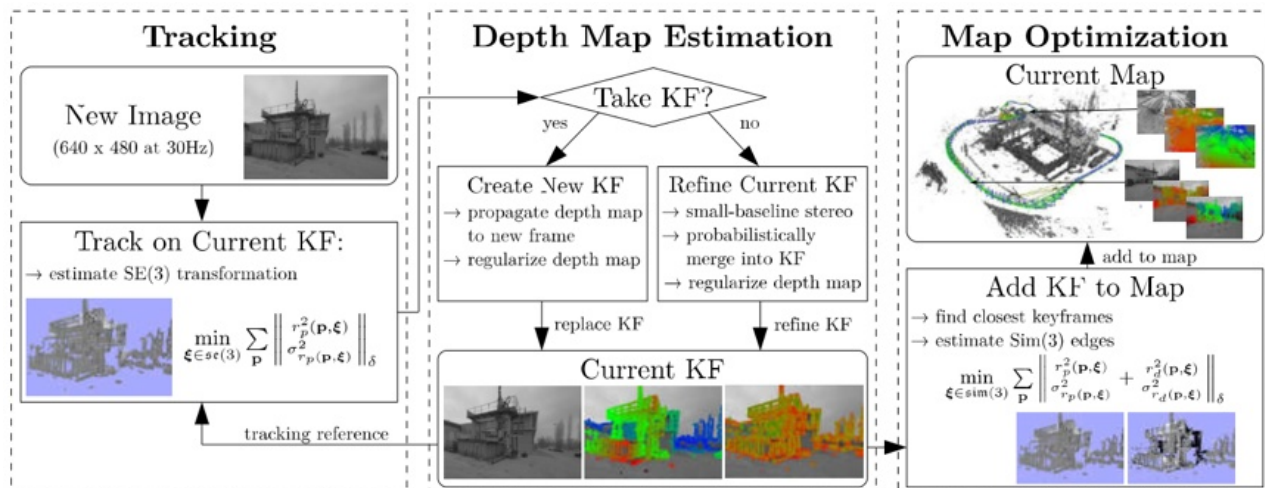 Tracking
New Image
(640 x 480 at 30Hz)
Track on Current KF:
→ estimate SE(3) transformation
min ξ∈se(3) ∑ p ‖ r²p(p,ξ) / σ²rp(p,ξ) ‖δ
Depth Map Estimation
Take KF?
yes
no
Create New KF
→ propagate depth map
to new frame
→ regularize depth map
Refine Current KF
→ small-baseline stereo
→ probabilistically
merge into KF
→ regularize depth map
replace KF
refine KF
Current KF
tracking reference
Map Optimization
Current Map
add to map
Add KF to Map
→ find closest keyframes
→ estimate Sim(3) edges
min ξ∈sim(3) ∑ p ‖ r²p(p,ξ) / σ²rp(p,ξ) + r²d(p,ξ) / σ²rd(p,ξ) ‖δ